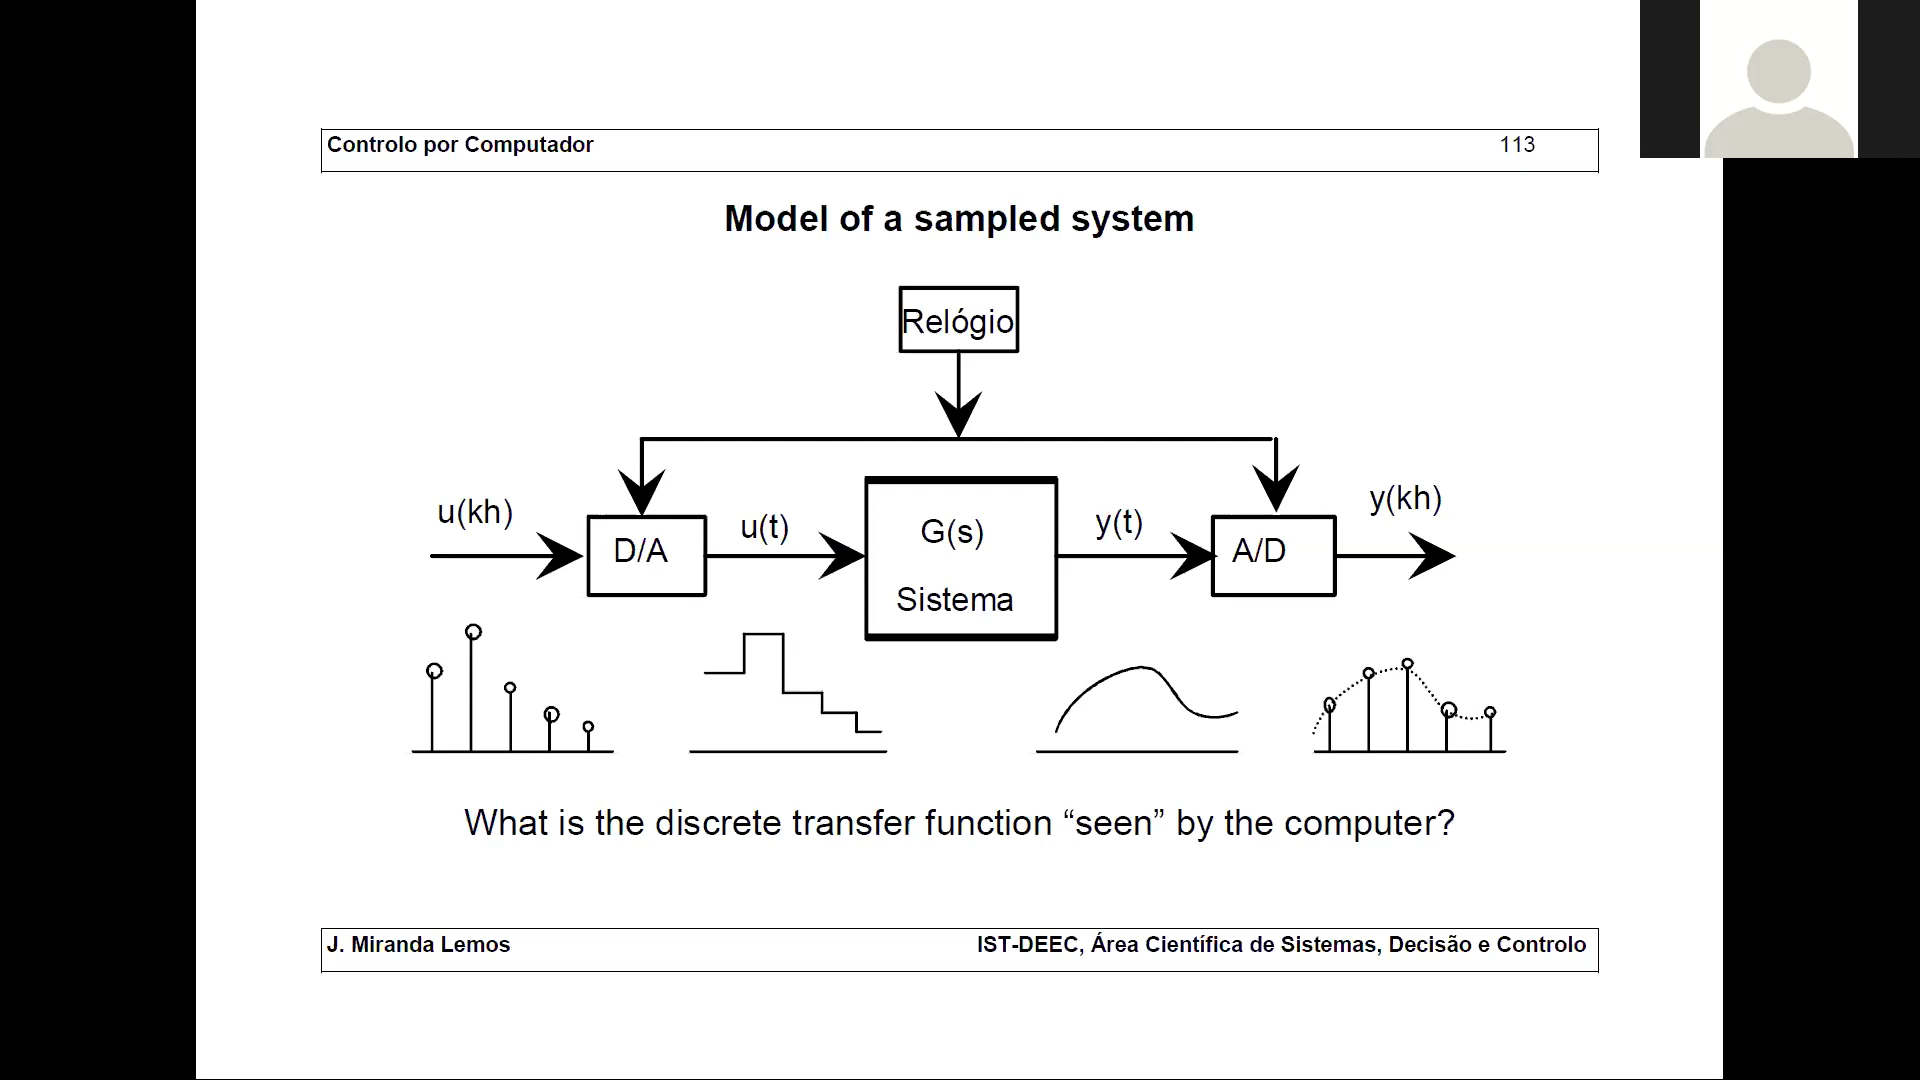 Controlo por Computador 113
Model of a sampled system
Relógio
u(kh)
D/A
u(t)
G(s)
Sistema
y(t)
A/D
y(kh)
What is the discrete transfer function “seen” by the computer?
J. Miranda Lemos IST-DEEC, Área Científica de Sistemas, Decisão e Controlo